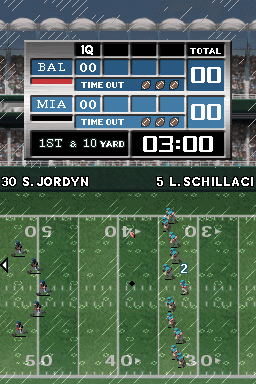 1Q TOTAL
BAL 00 00
TIME OUT
MIA 00 00
TIME OUT
1ST & 10 YARD 03:00
30 S.JORDYN 5 L.SCHILLACI
50 40 30
2
50 40 30